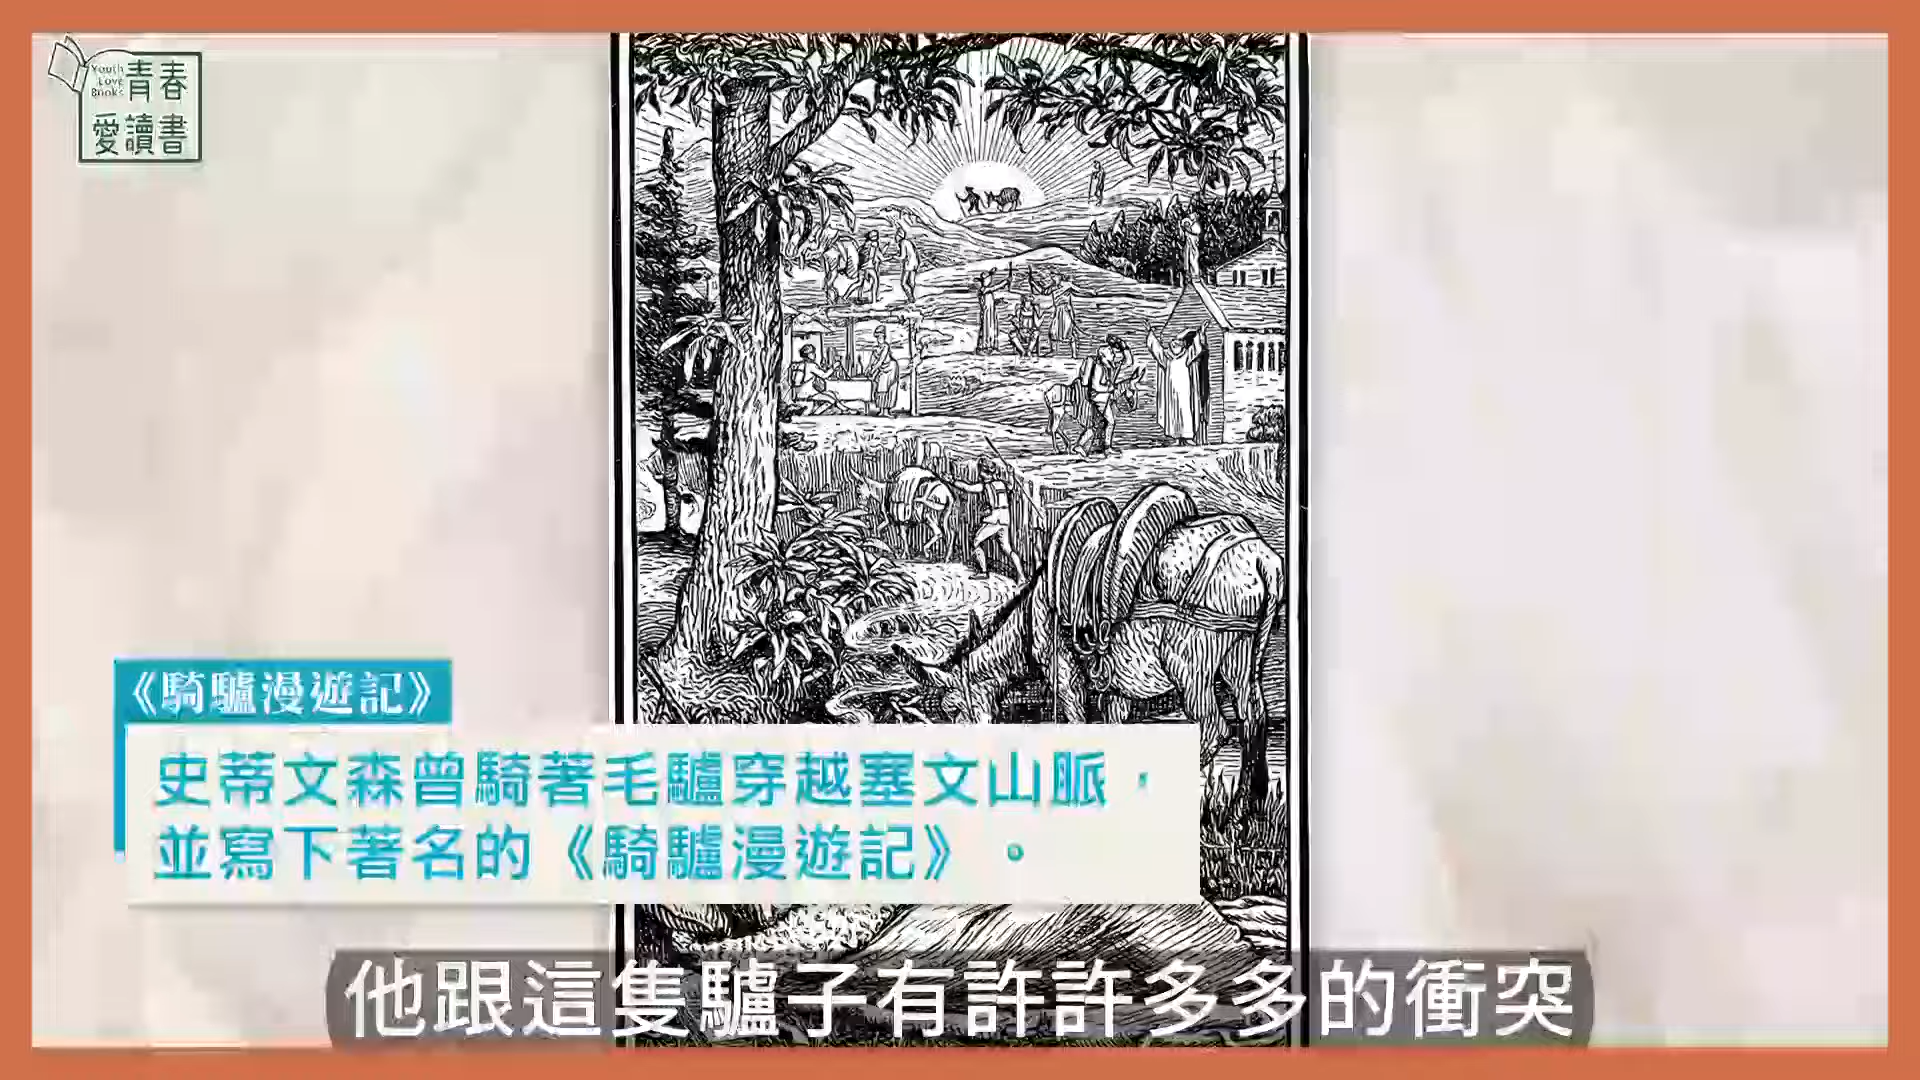 Youth
Love
Books
青春
愛讀書
《騎驢漫遊記》
史蒂文森曾騎著毛驢穿越塞文山脈，
並寫下著名的《騎驢漫遊記》。
他跟這隻驢子有許許多多的衝突